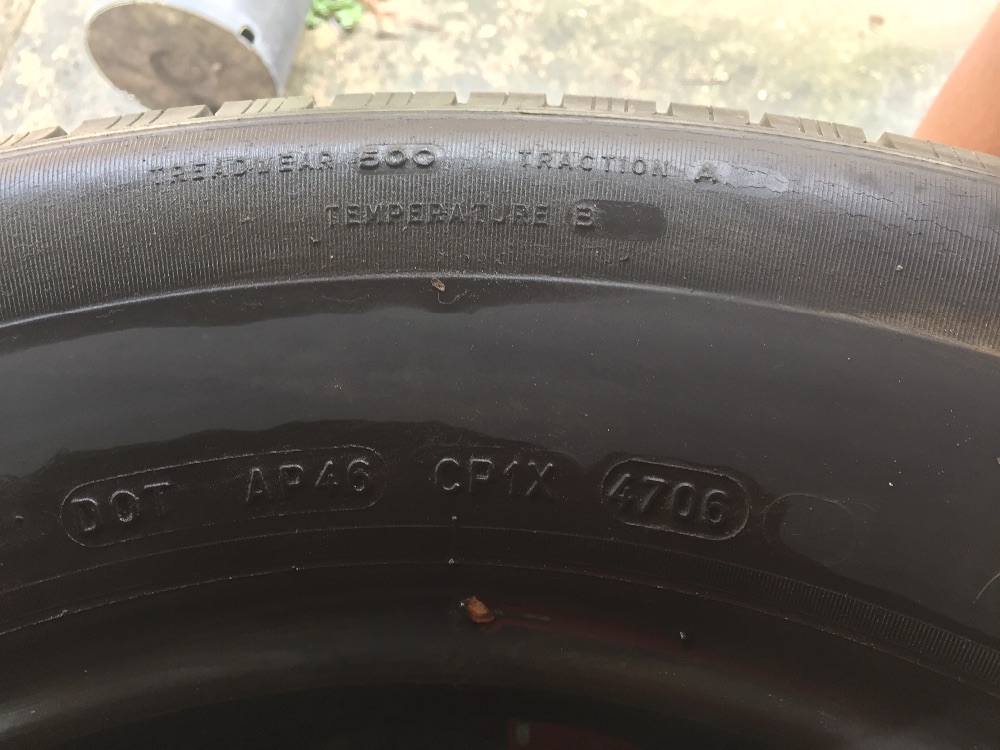 TREADWEAR 500 TRACTION A
TEMPERATURE B
DOT AP46 CP1X 4706